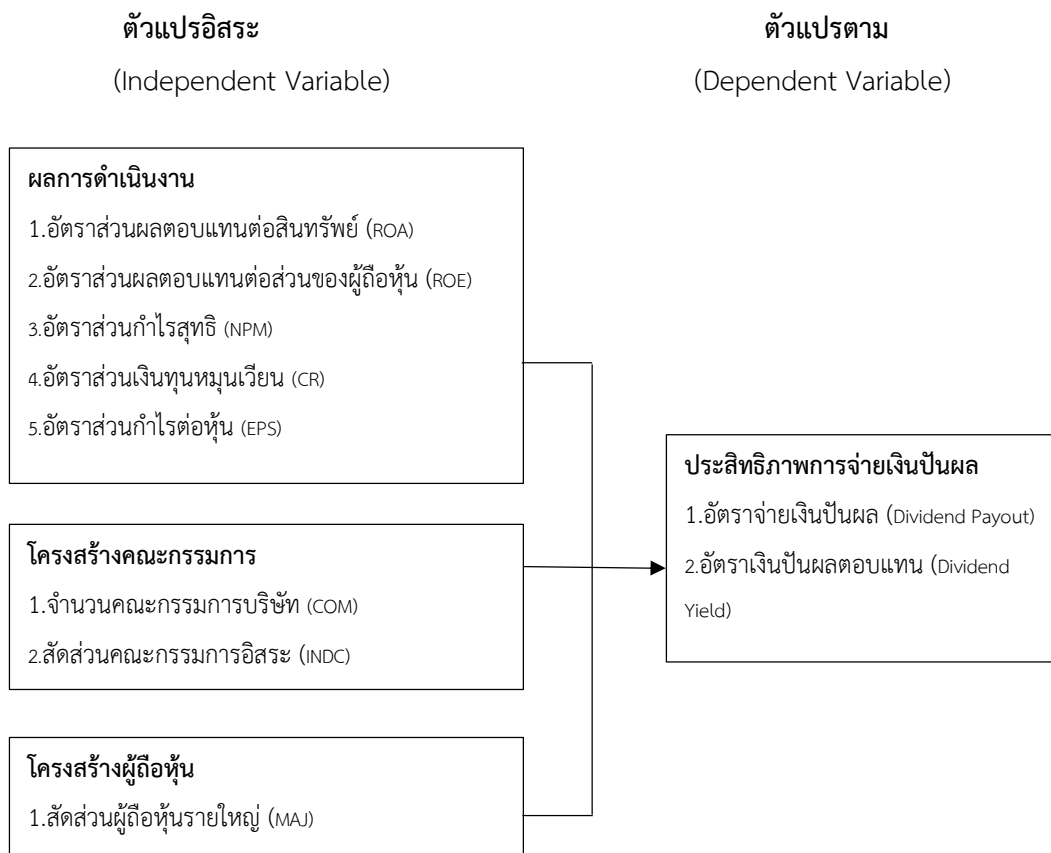 ตัวแปรอิสระ
(Independent Variable)
ตัวแปรตาม
(Dependent Variable)
ผลการดำเนินงาน
1.อัตราส่วนผลตอบแทนต่อสินทรัพย์ (ROA)
2.อัตราส่วนผลตอบแทนต่อส่วนของผู้ถือหุ้น (ROE)
3.อัตราส่วนกำไรสุทธิ (NPM)
4.อัตราส่วนเงินทุนหมุนเวียน (CR)
5.อัตราส่วนกำไรต่อหุ้น (EPS)
โครงสร้างคณะกรรมการ
1.จำนวนคณะกรรมการบริษัท (COM)
2.สัดส่วนคณะกรรมการอิสระ (INDC)
โครงสร้างผู้ถือหุ้น
1.สัดส่วนผู้ถือหุ้นรายใหญ่ (MAJ)
ประสิทธิภาพการจ่ายเงินปันผล
1.อัตราจ่ายเงินปันผล (Dividend Payout)
2.อัตราเงินปันผลตอบแทน (Dividend
Yield)